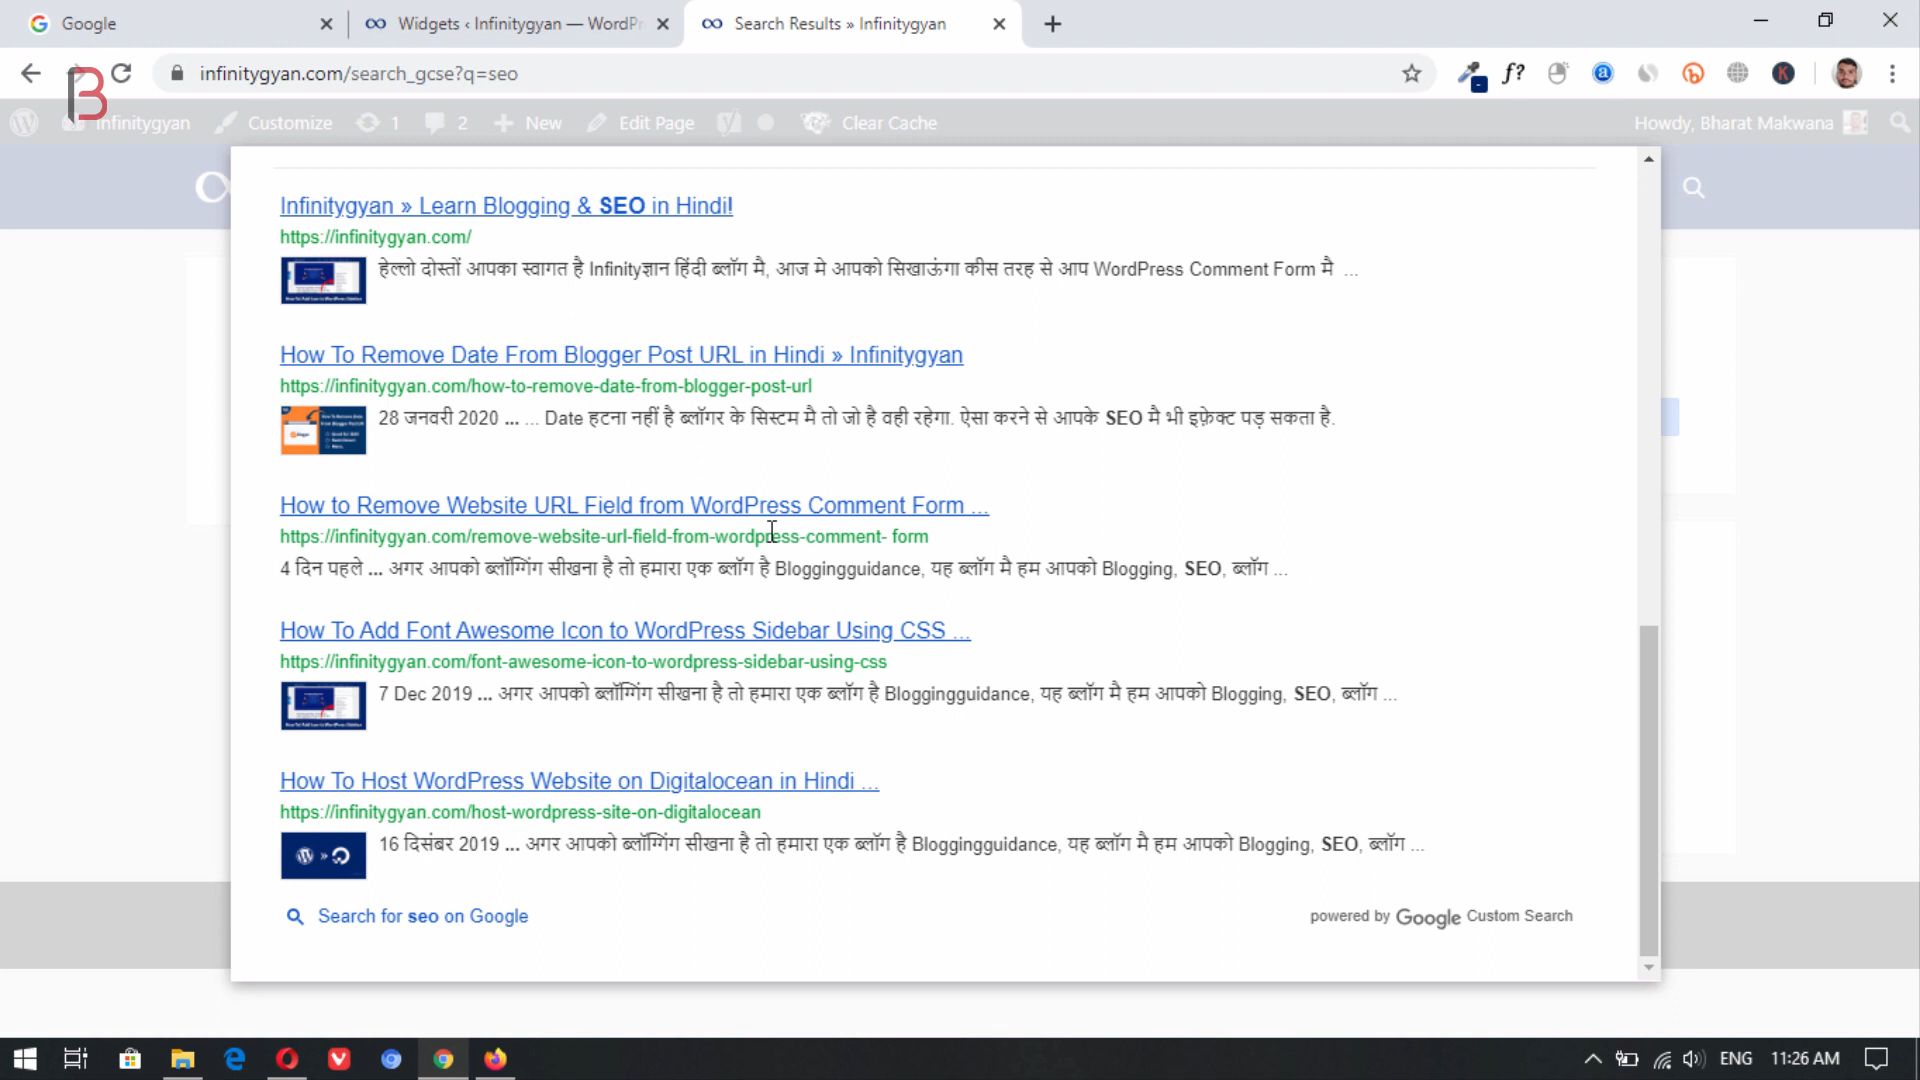 Google
Widgets ‹ Infinitygyan — WordPr
Search Results » Infinitygyan
infinitygyan.com/search_gcse?q=seo
f?
Infinitygyan
Customize
1
2
New
Edit Page
Clear Cache
Howdy, Bharat Makwana
Infinitygyan » Learn Blogging & SEO in Hindi!
https://infinitygyan.com/
हेल्लो दोस्तों आपका स्वागत है Infinityज्ञान हिंदी ब्लॉग मै, आज मे आपको सिखाऊंगा कीस तरह से आप WordPress Comment Form मै ...
How To Remove Date From Blogger Post URL in Hindi » Infinitygyan
https://infinitygyan.com/how-to-remove-date-from-blogger-post-url
28 जनवरी 2020 ... ... Date हटना नहीं है ब्लॉगर के सिस्टम मै तो जो है वही रहेगा. ऐसा करने से आपके SEO मै भी इफ़ेक्ट पड़ सकता है.
How to Remove Website URL Field from WordPress Comment Form ...
https://infinitygyan.com/remove-website-url-field-from-wordpress-comment- form
4 दिन पहले ... अगर आपको ब्लॉग्गिंग सीखना है तो हमारा एक ब्लॉग है Bloggingguidance, यह ब्लॉग मै हम आपको Blogging, SEO, ब्लॉग ...
How To Add Font Awesome Icon to WordPress Sidebar Using CSS ...
https://infinitygyan.com/font-awesome-icon-to-wordpress-sidebar-using-css
7 Dec 2019 ... अगर आपको ब्लॉग्गिंग सीखना है तो हमारा एक ब्लॉग है Bloggingguidance, यह ब्लॉग मै हम आपको Blogging, SEO, ब्लॉग ...
How To Host WordPress Website on Digitalocean in Hindi ...
https://infinitygyan.com/host-wordpress-site-on-digitalocean
16 दिसंबर 2019 ... अगर आपको ब्लॉग्गिंग सीखना है तो हमारा एक ब्लॉग है Bloggingguidance, यह ब्लॉग मै हम आपको Blogging, SEO, ब्लॉग ...
Search for seo on Google
powered by Google Custom Search
ENG
11:26 AM